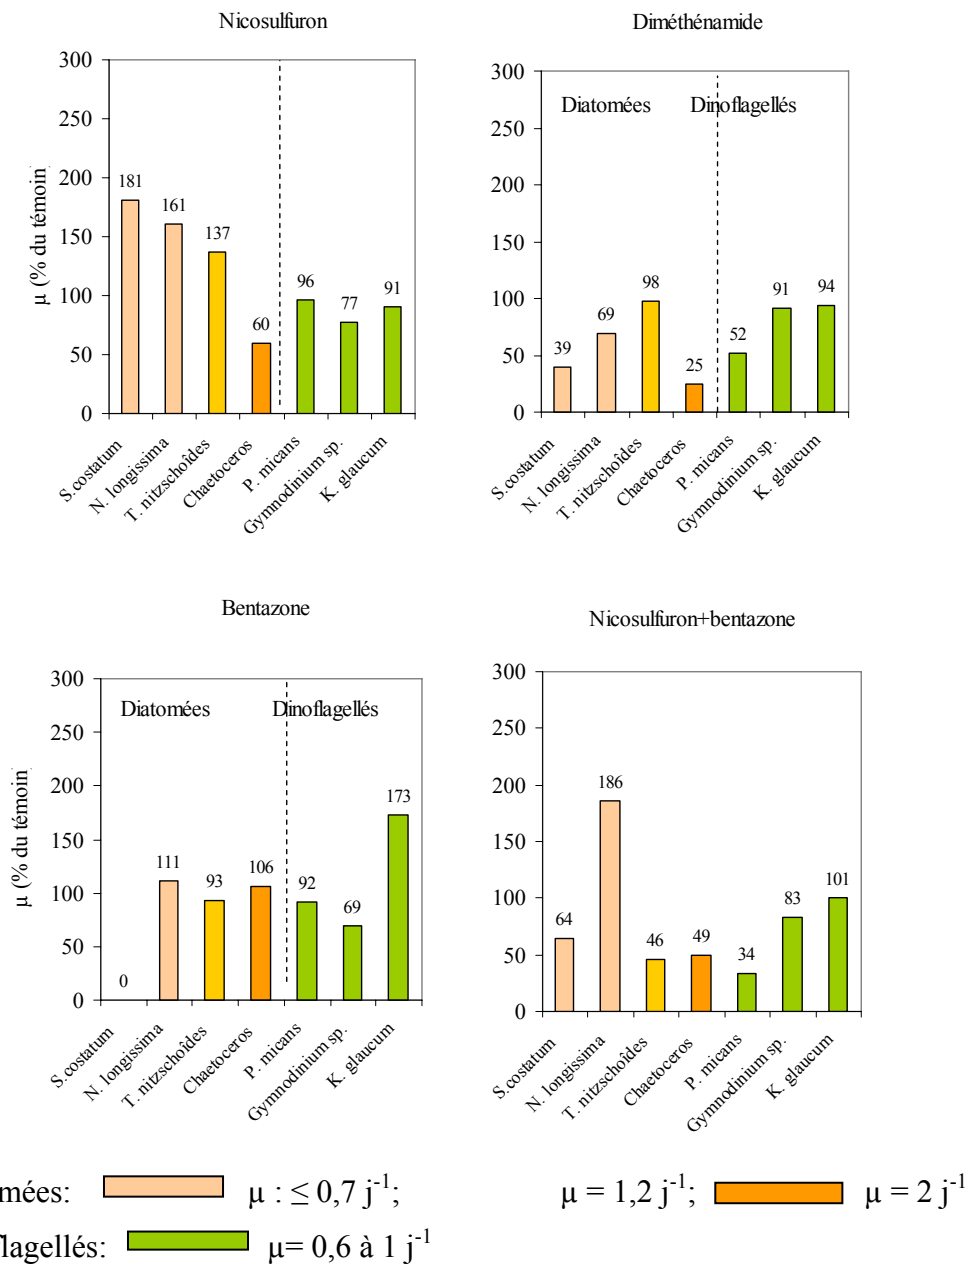 Nicosulfuron
300
250
200
150
100
50
0
µ (% du témoin
181
161
137
60
96
77
91
S.costatum
N. longissima
T. nitzschoîdes
Chaetoceros
P. micans
Gymnodinium sp.
K. glaucum
Diméthénamide
300
250
200
150
100
50
0
Diatomées
Dinoflagellés
39
69
98
25
52
91
94
S.costatum
N. longissima
T. nitzschoîdes
Chaetoceros
P. micans
Gymnodinium sp.
K. glaucum
Bentazone
300
250
200
150
100
50
0
µ (% du témoin
Diatomées
Dinoflagellés
0
111
93
106
92
69
173
S.costatum
N. longissima
T. nitzschoîdes
Chaetoceros
P. micans
Gymnodinium sp.
K. glaucum
Nicosulfuron+bentazone
300
250
200
150
100
50
0
64
186
46
49
34
83
101
S.costatum
N. longissima
T. nitzschoîdes
Chaetoceros
P. micans
Gymnodinium sp.
K. glaucum
mées: µ : ≤ 0,7 j⁻¹; µ = 1,2 j⁻¹; µ = 2 j⁻¹
flagellés: µ= 0,6 à 1 j⁻¹